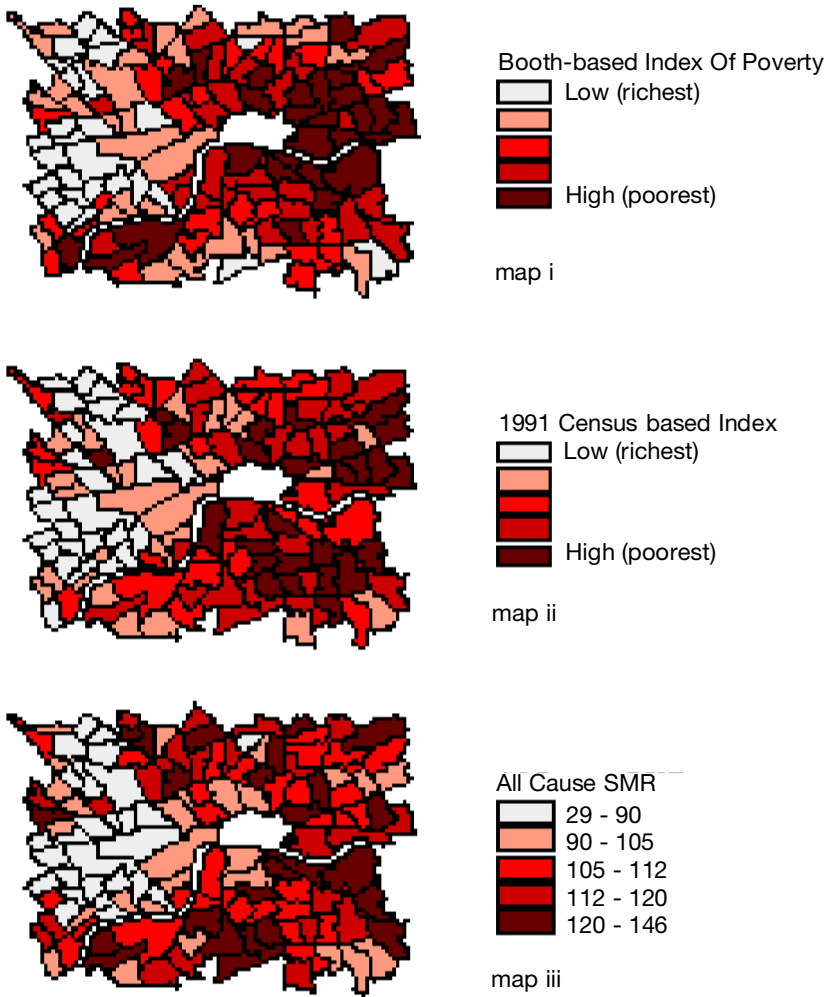 Booth-based Index Of Poverty
Low (richest)
High (poorest)
map i
1991 Census based Index
Low (richest)
High (poorest)
map ii
All Cause SMR
29 - 90
90 - 105
105 - 112
112 - 120
120 - 146
map iii